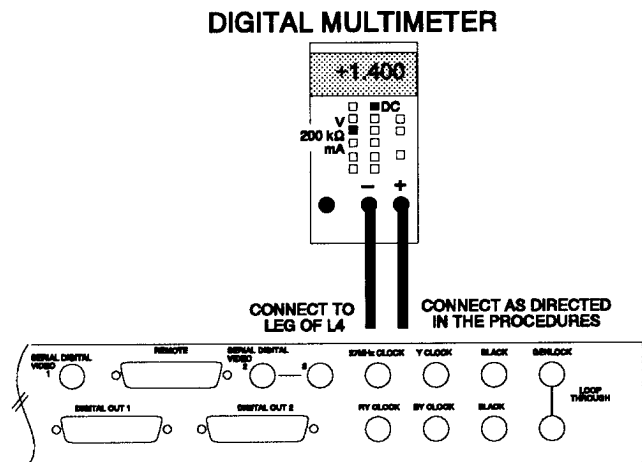 DIGITAL MULTIMETER
+1.400
DC
V
200 kΩ
mA
− +
CONNECT TO
LEG OF L4
CONNECT AS DIRECTED
IN THE PROCEDURES
SERIAL DIGITAL
VIDEO
1
REMOTE
SERIAL DIGITAL
VIDEO
2 3
27MHz CLOCK
Y CLOCK
BLACK
GENLOCK
LOOP
THROUGH
DIGITAL OUT 1
DIGITAL OUT 2
RY CLOCK
BY CLOCK
BLACK